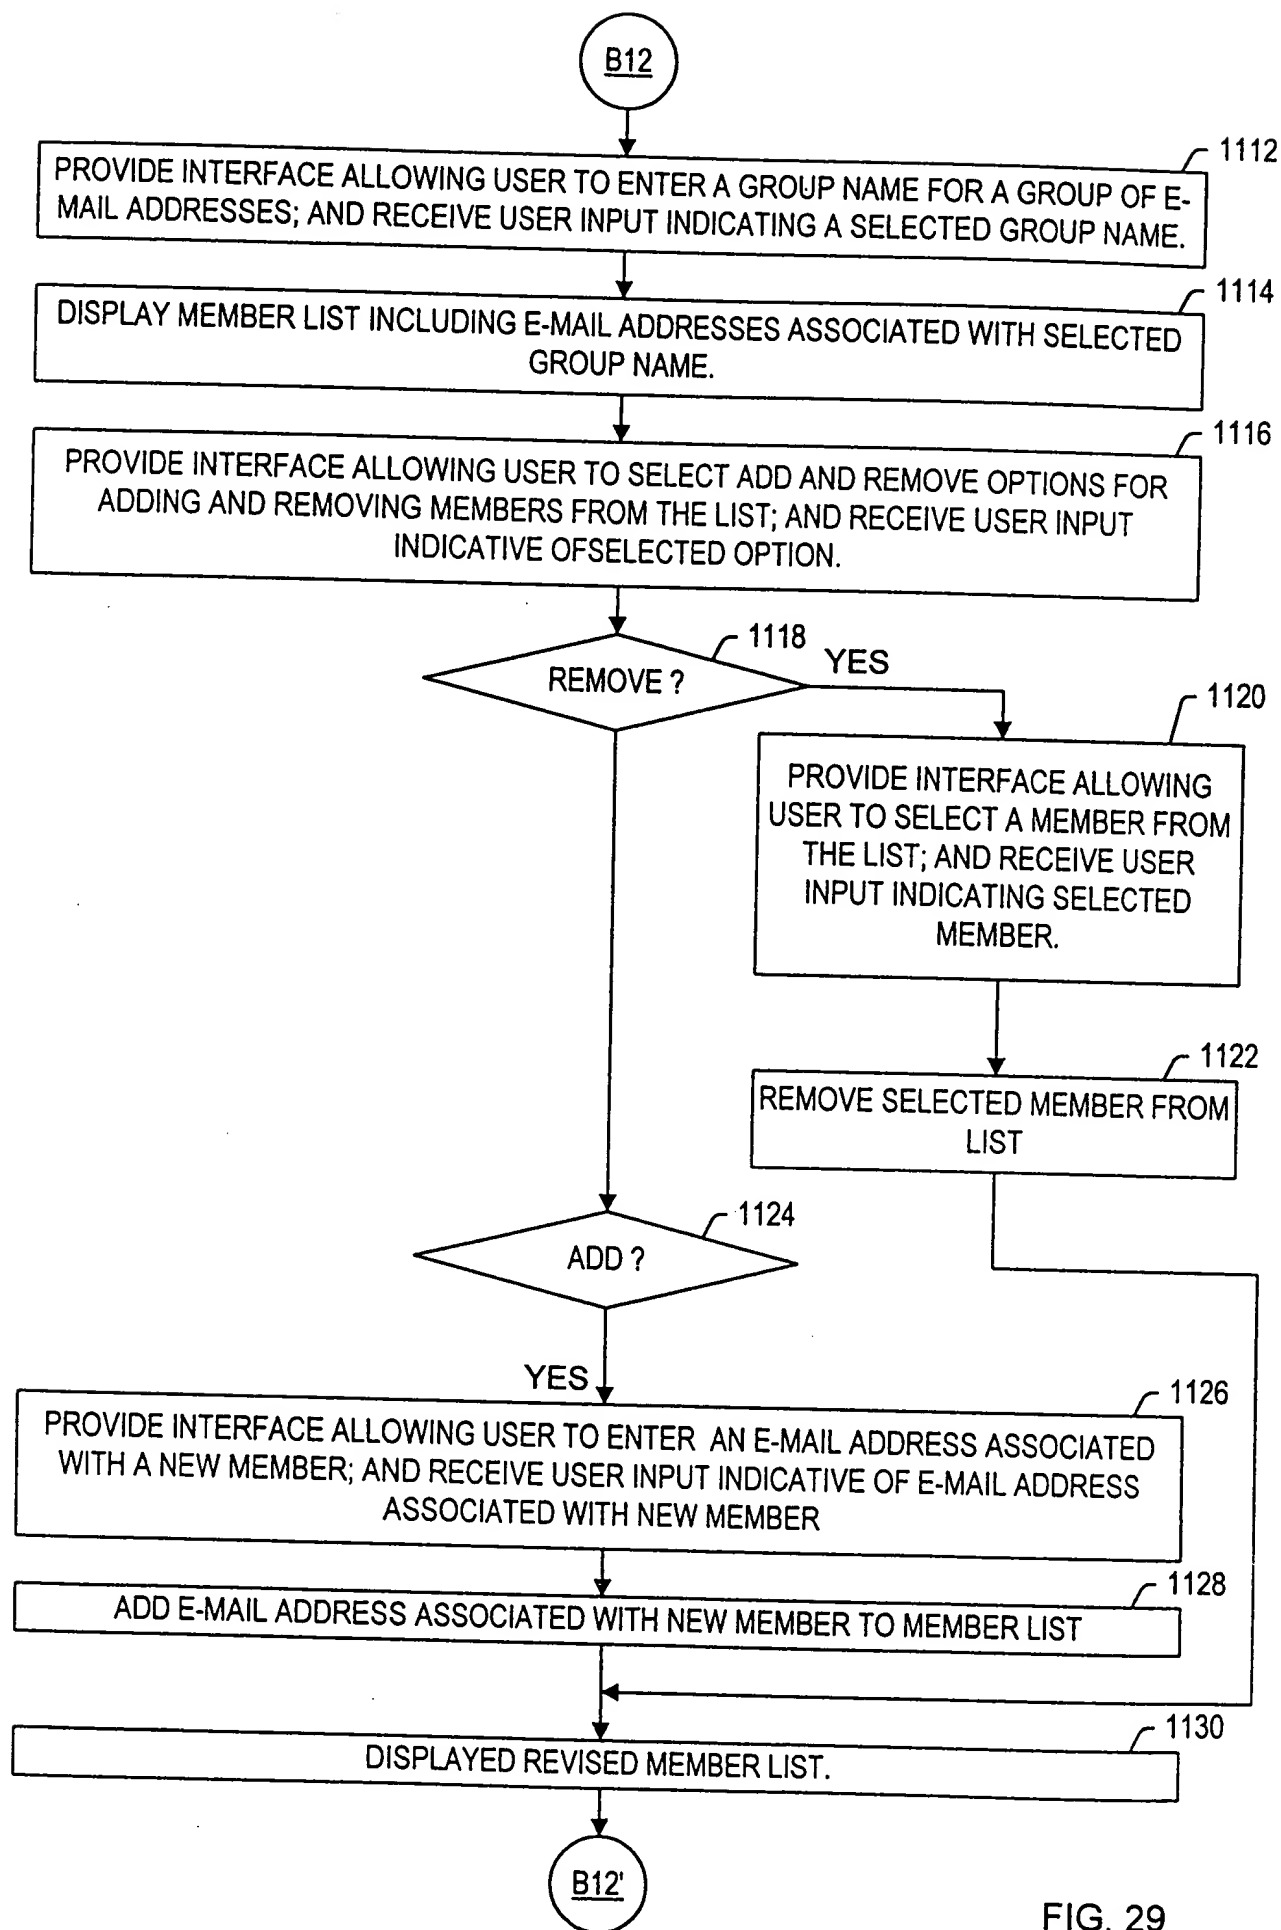 B12
1112
PROVIDE INTERFACE ALLOWING USER TO ENTER A GROUP NAME FOR A GROUP OF E-
MAIL ADDRESSES; AND RECEIVE USER INPUT INDICATING A SELECTED GROUP NAME.
1114
DISPLAY MEMBER LIST INCLUDING E-MAIL ADDRESSES ASSOCIATED WITH SELECTED
GROUP NAME.
1116
PROVIDE INTERFACE ALLOWING USER TO SELECT ADD AND REMOVE OPTIONS FOR
ADDING AND REMOVING MEMBERS FROM THE LIST; AND RECEIVE USER INPUT
INDICATIVE OFSELECTED OPTION.
1118
REMOVE ?
YES
1120
PROVIDE INTERFACE ALLOWING
USER TO SELECT A MEMBER FROM
THE LIST; AND RECEIVE USER
INPUT INDICATING SELECTED
MEMBER.
1122
REMOVE SELECTED MEMBER FROM
LIST
1124
ADD ?
YES
1126
PROVIDE INTERFACE ALLOWING USER TO ENTER AN E-MAIL ADDRESS ASSOCIATED
WITH A NEW MEMBER; AND RECEIVE USER INPUT INDICATIVE OF E-MAIL ADDRESS
ASSOCIATED WITH NEW MEMBER
1128
ADD E-MAIL ADDRESS ASSOCIATED WITH NEW MEMBER TO MEMBER LIST
1130
DISPLAYED REVISED MEMBER LIST.
B12'
FIG. 29